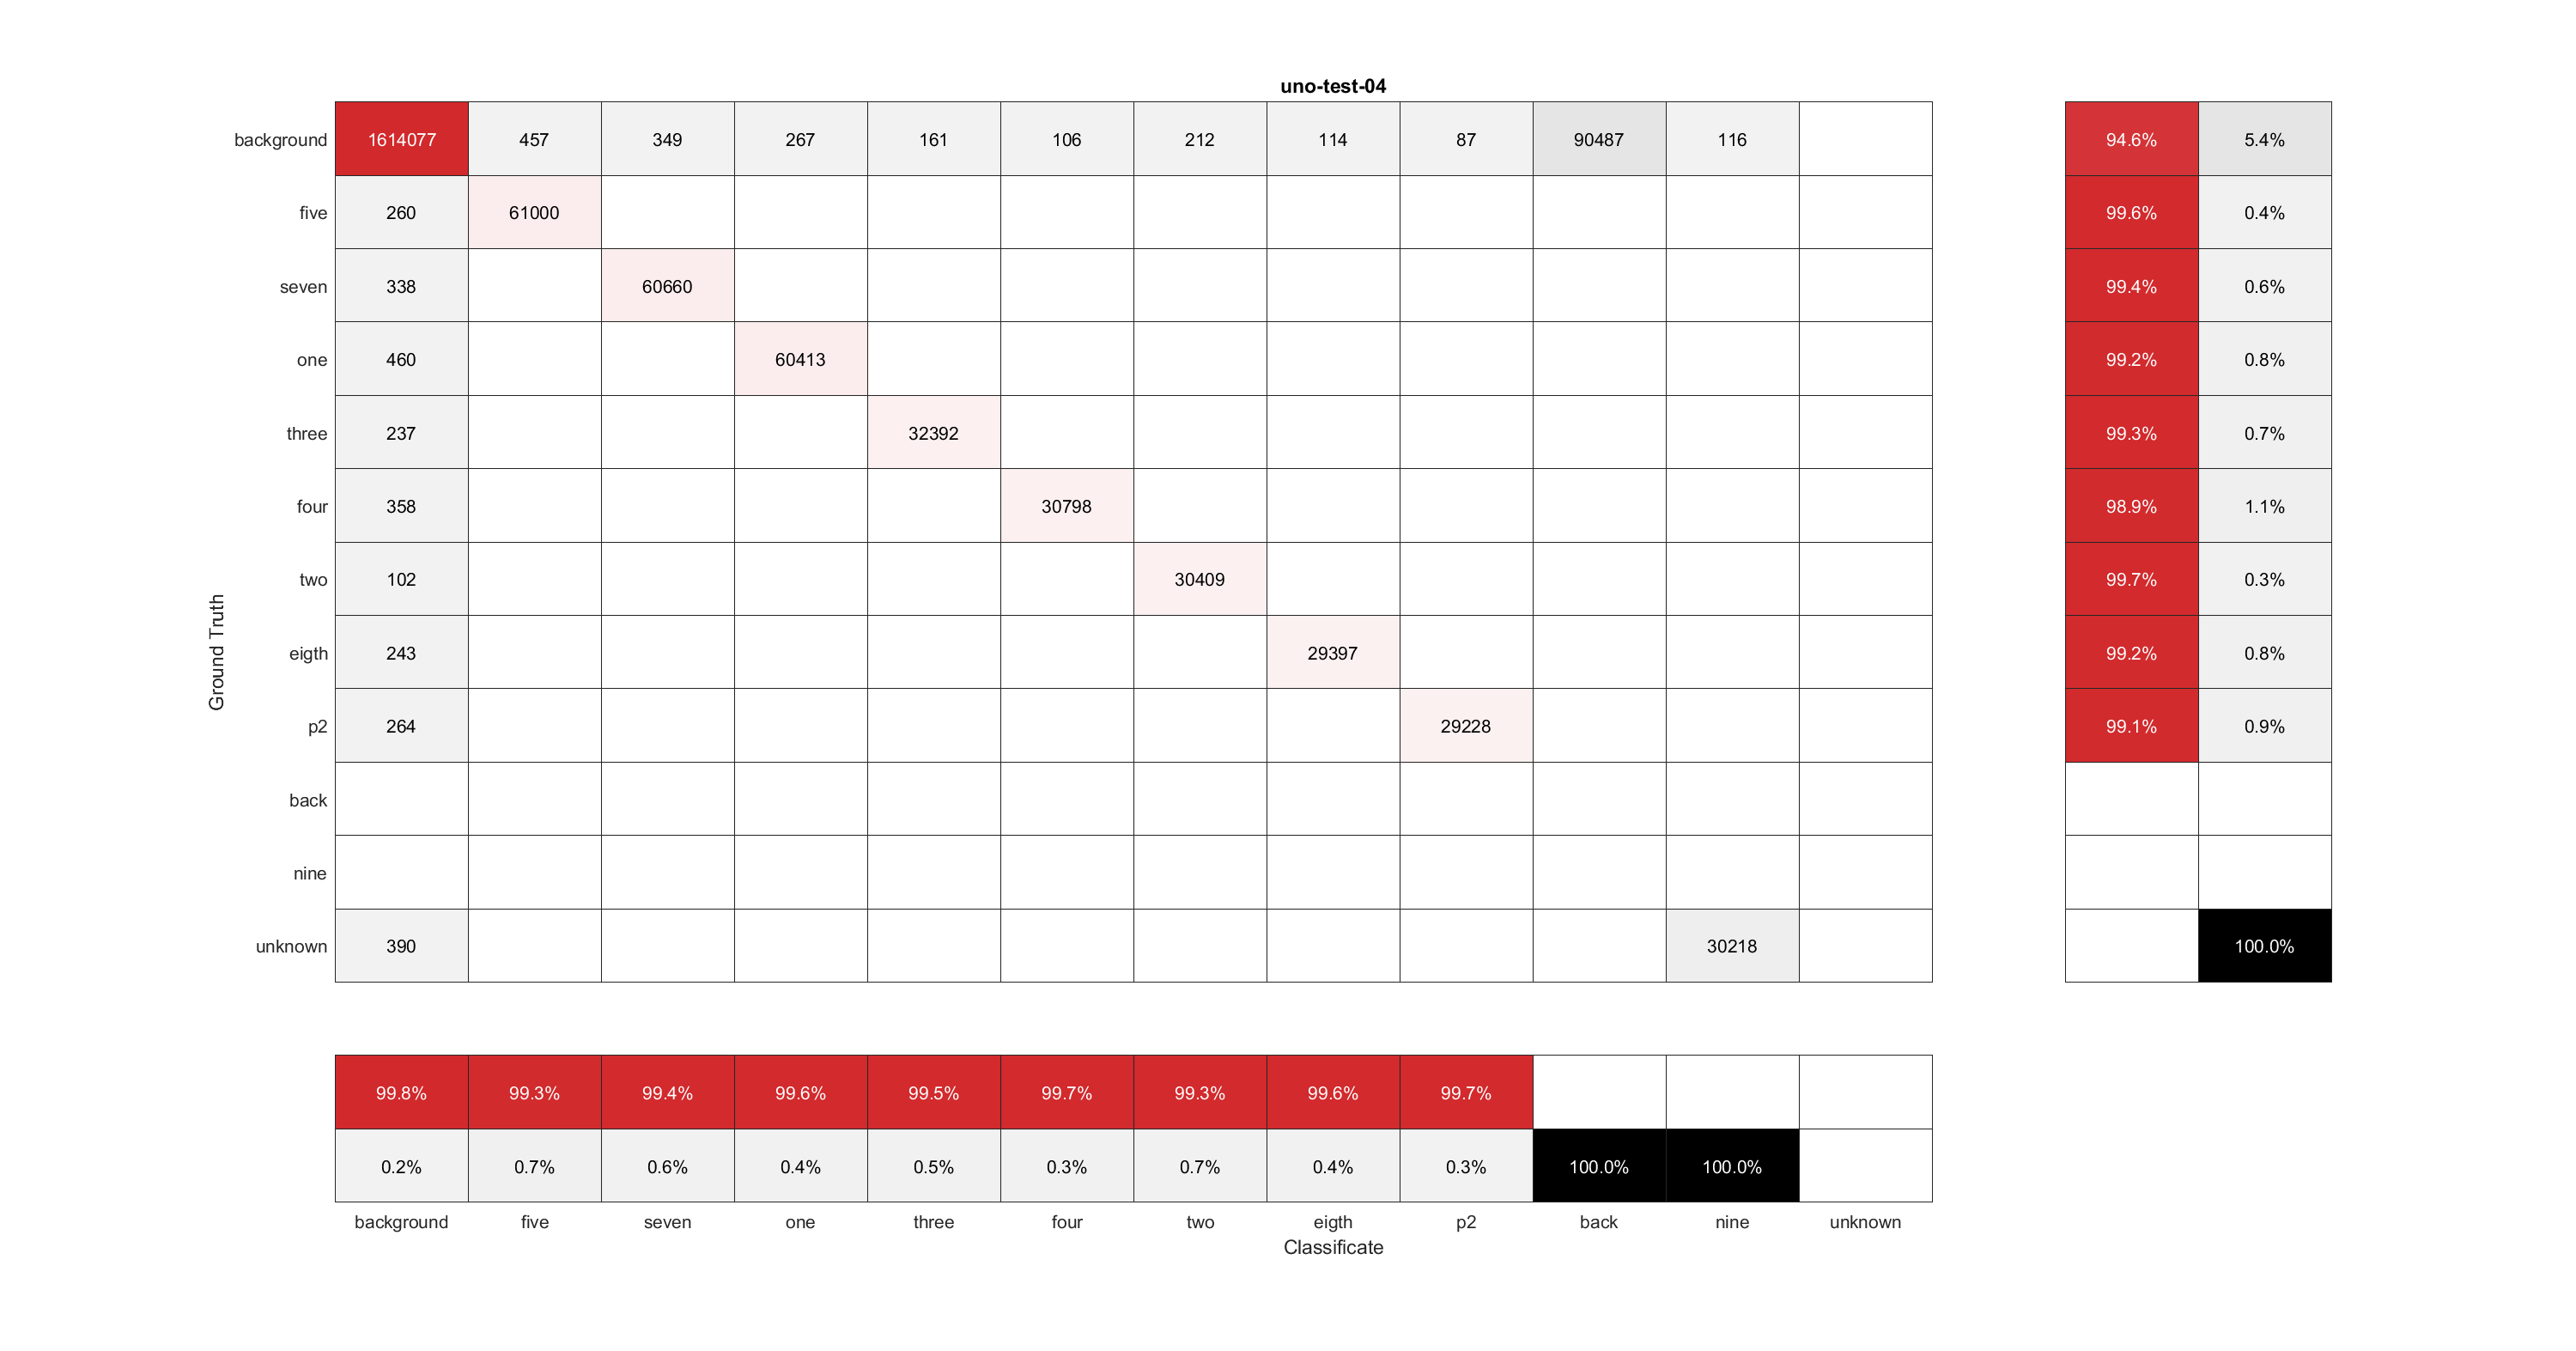 uno-test-04
background 1614077 457 349 267 161 106 212 114 87 90487 116 94.6% 5.4%
five 260 61000 99.6% 0.4%
seven 338 60660 99.4% 0.6%
one 460 60413 99.2% 0.8%
three 237 32392 99.3% 0.7%
four 358 30798 98.9% 1.1%
two 102 30409 99.7% 0.3%
eigth 243 29397 99.2% 0.8%
p2 264 29228 99.1% 0.9%
back
nine
unknown 390 30218 100.0%
Ground Truth
99.8% 99.3% 99.4% 99.6% 99.5% 99.7% 99.3% 99.6% 99.7%
0.2% 0.7% 0.6% 0.4% 0.5% 0.3% 0.7% 0.4% 0.3% 100.0% 100.0%
background five seven one three four two eigth p2 back nine unknown
Classificate